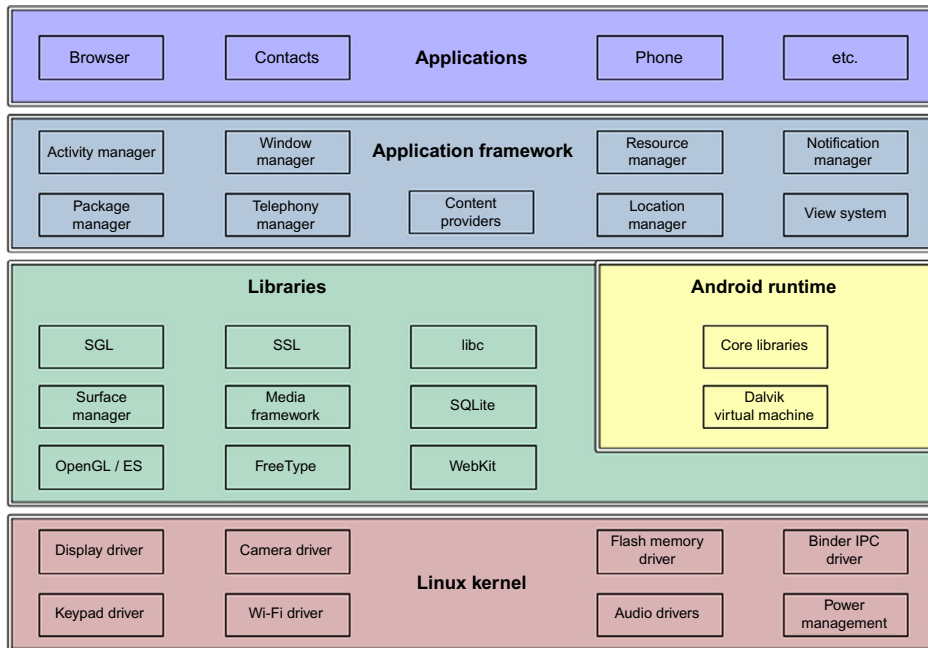 Browser
Contacts
Applications
Phone
etc.
Activity manager
Window
manager
Application framework
Resource
manager
Notification
manager
Package
manager
Telephony
manager
Content
providers
Location
manager
View system
Libraries
SGL
SSL
libc
Surface
manager
Media
framework
SQLite
OpenGL / ES
FreeType
WebKit
Android runtime
Core libraries
Dalvik
virtual machine
Display driver
Camera driver
Linux kernel
Flash memory
driver
Binder IPC
driver
Keypad driver
Wi-Fi driver
Audio drivers
Power
management